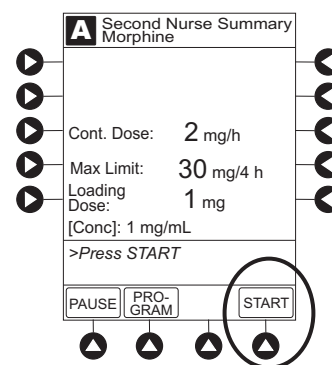 A Second Nurse Summary
Morphine
Cont. Dose: 2 mg/h
Max Limit: 30 mg/4 h
Loading
Dose: 1 mg
[Conc]: 1 mg/mL
>Press START
PAUSE PRO-
GRAM START